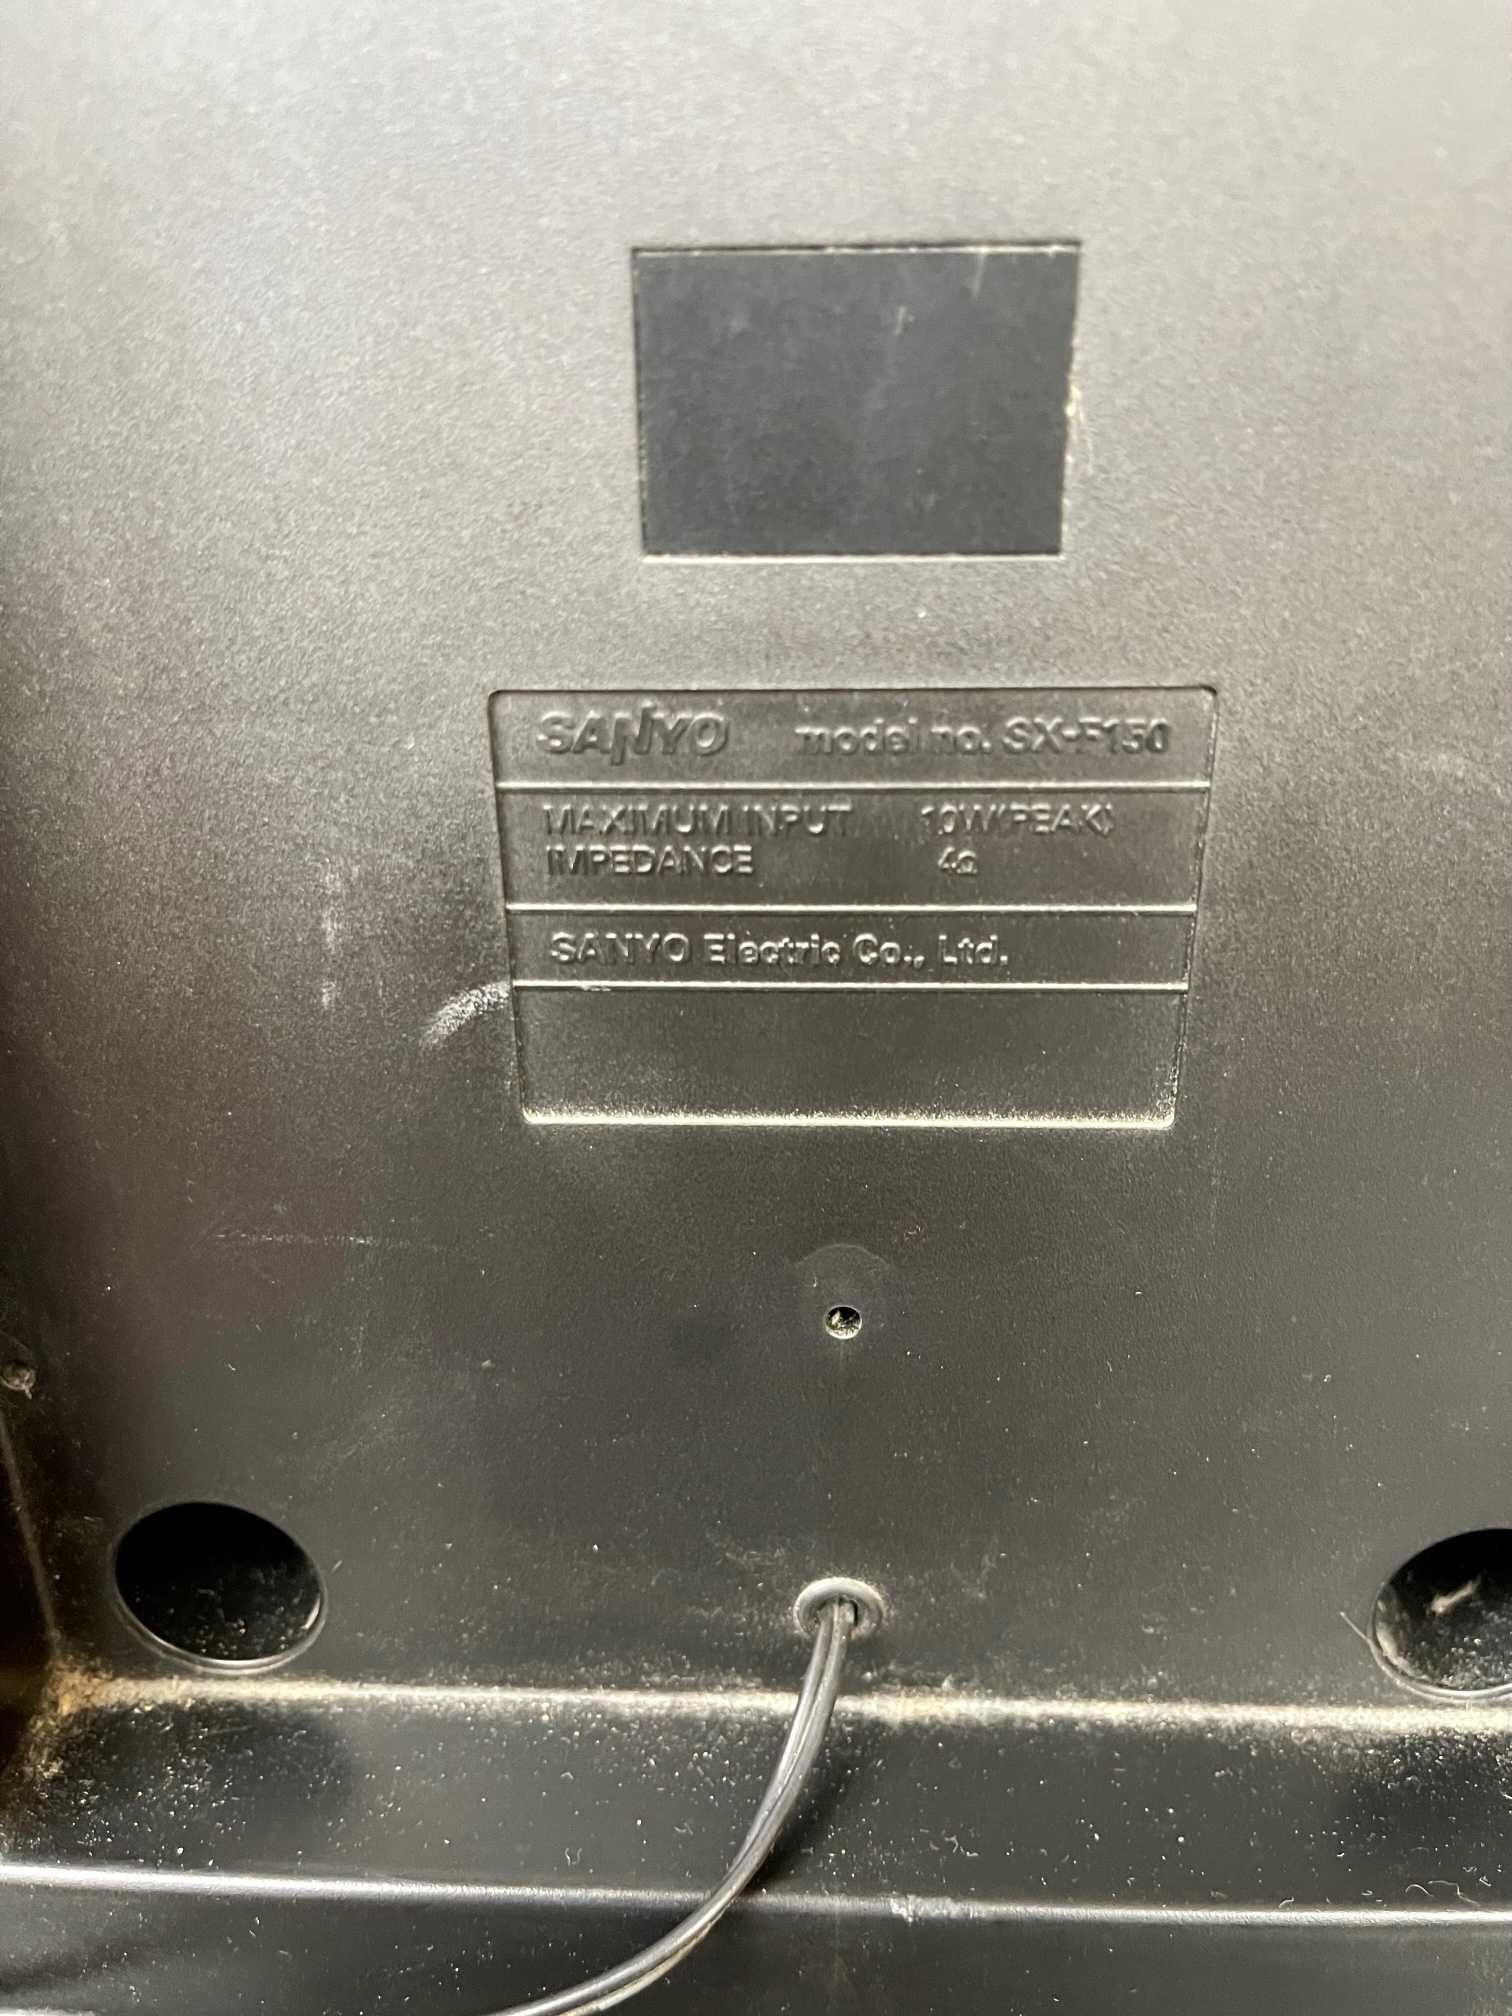 SANYO model no. SX-F150
MAXIMUM INPUT 10W(PEAK)
IMPEDANCE 4Ω
SANYO Electric Co., Ltd.